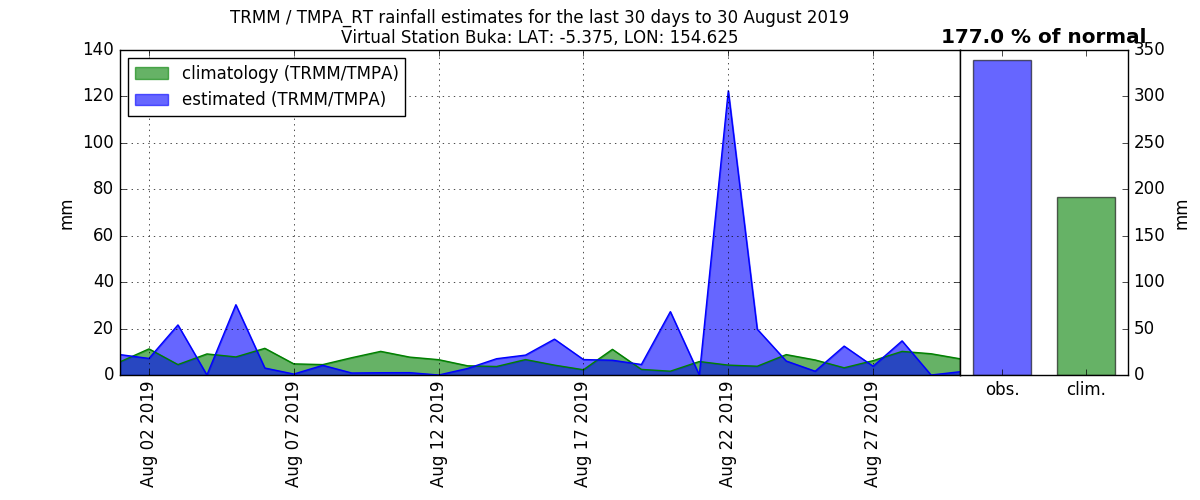 TRMM / TMPA_RT rainfall estimates for the last 30 days to 30 August 2019
Virtual Station Buka: LAT: -5.375, LON: 154.625
177.0 % of normal
climatology (TRMM/TMPA)
estimated (TRMM/TMPA)
140
120
100
80
60
40
20
0
mm
Aug 02 2019
Aug 07 2019
Aug 12 2019
Aug 17 2019
Aug 22 2019
Aug 27 2019
350
300
250
200
150
100
50
0
mm
obs.
clim.